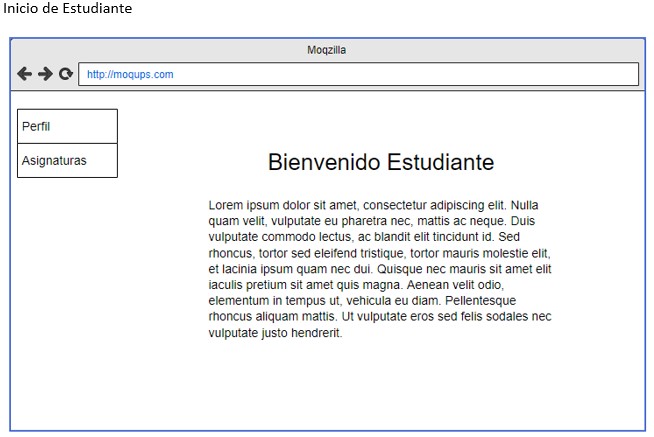 Inicio de Estudiante
Moqzilla
http://moqups.com
Perfil
Asignaturas
Bienvenido Estudiante
Lorem ipsum dolor sit amet, consectetur adipiscing elit. Nulla
quam velit, vulputate eu pharetra nec, mattis ac neque. Duis
vulputate commodo lectus, ac blandit elit tincidunt id. Sed
rhoncus, tortor sed eleifend tristique, tortor mauris molestie elit,
et lacinia ipsum quam nec dui. Quisque nec mauris sit amet elit
iaculis pretium sit amet quis magna. Aenean velit odio,
elementum in tempus ut, vehicula eu diam. Pellentesque
rhoncus aliquam mattis. Ut vulputate eros sed felis sodales nec
vulputate justo hendrerit.